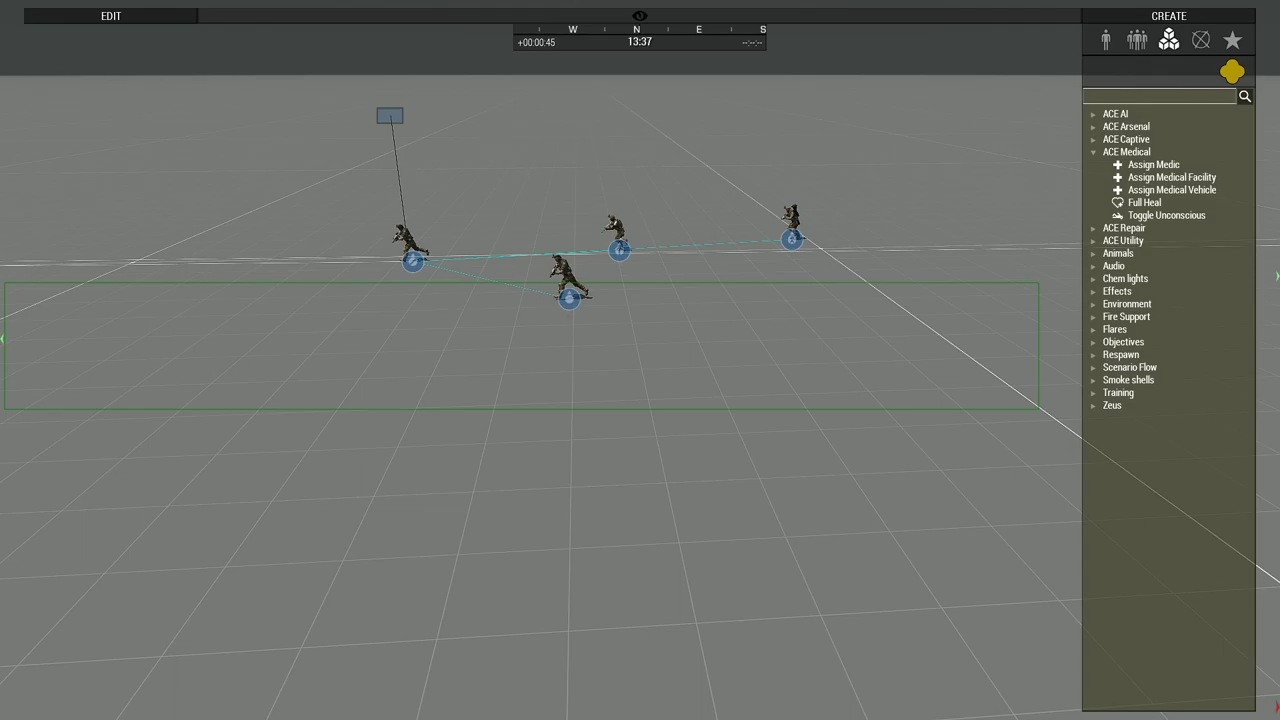 EDIT
CREATE
W N E S
+00:00:45 13:37 --:--:--
ACE AI
ACE Arsenal
ACE Captive
ACE Medical
Assign Medic
Assign Medical Facility
Assign Medical Vehicle
Full Heal
Toggle Unconscious
ACE Repair
ACE Utility
Animals
Audio
Chem lights
Effects
Environment
Fire Support
Flares
Objectives
Respawn
Scenario Flow
Smoke shells
Training
Zeus